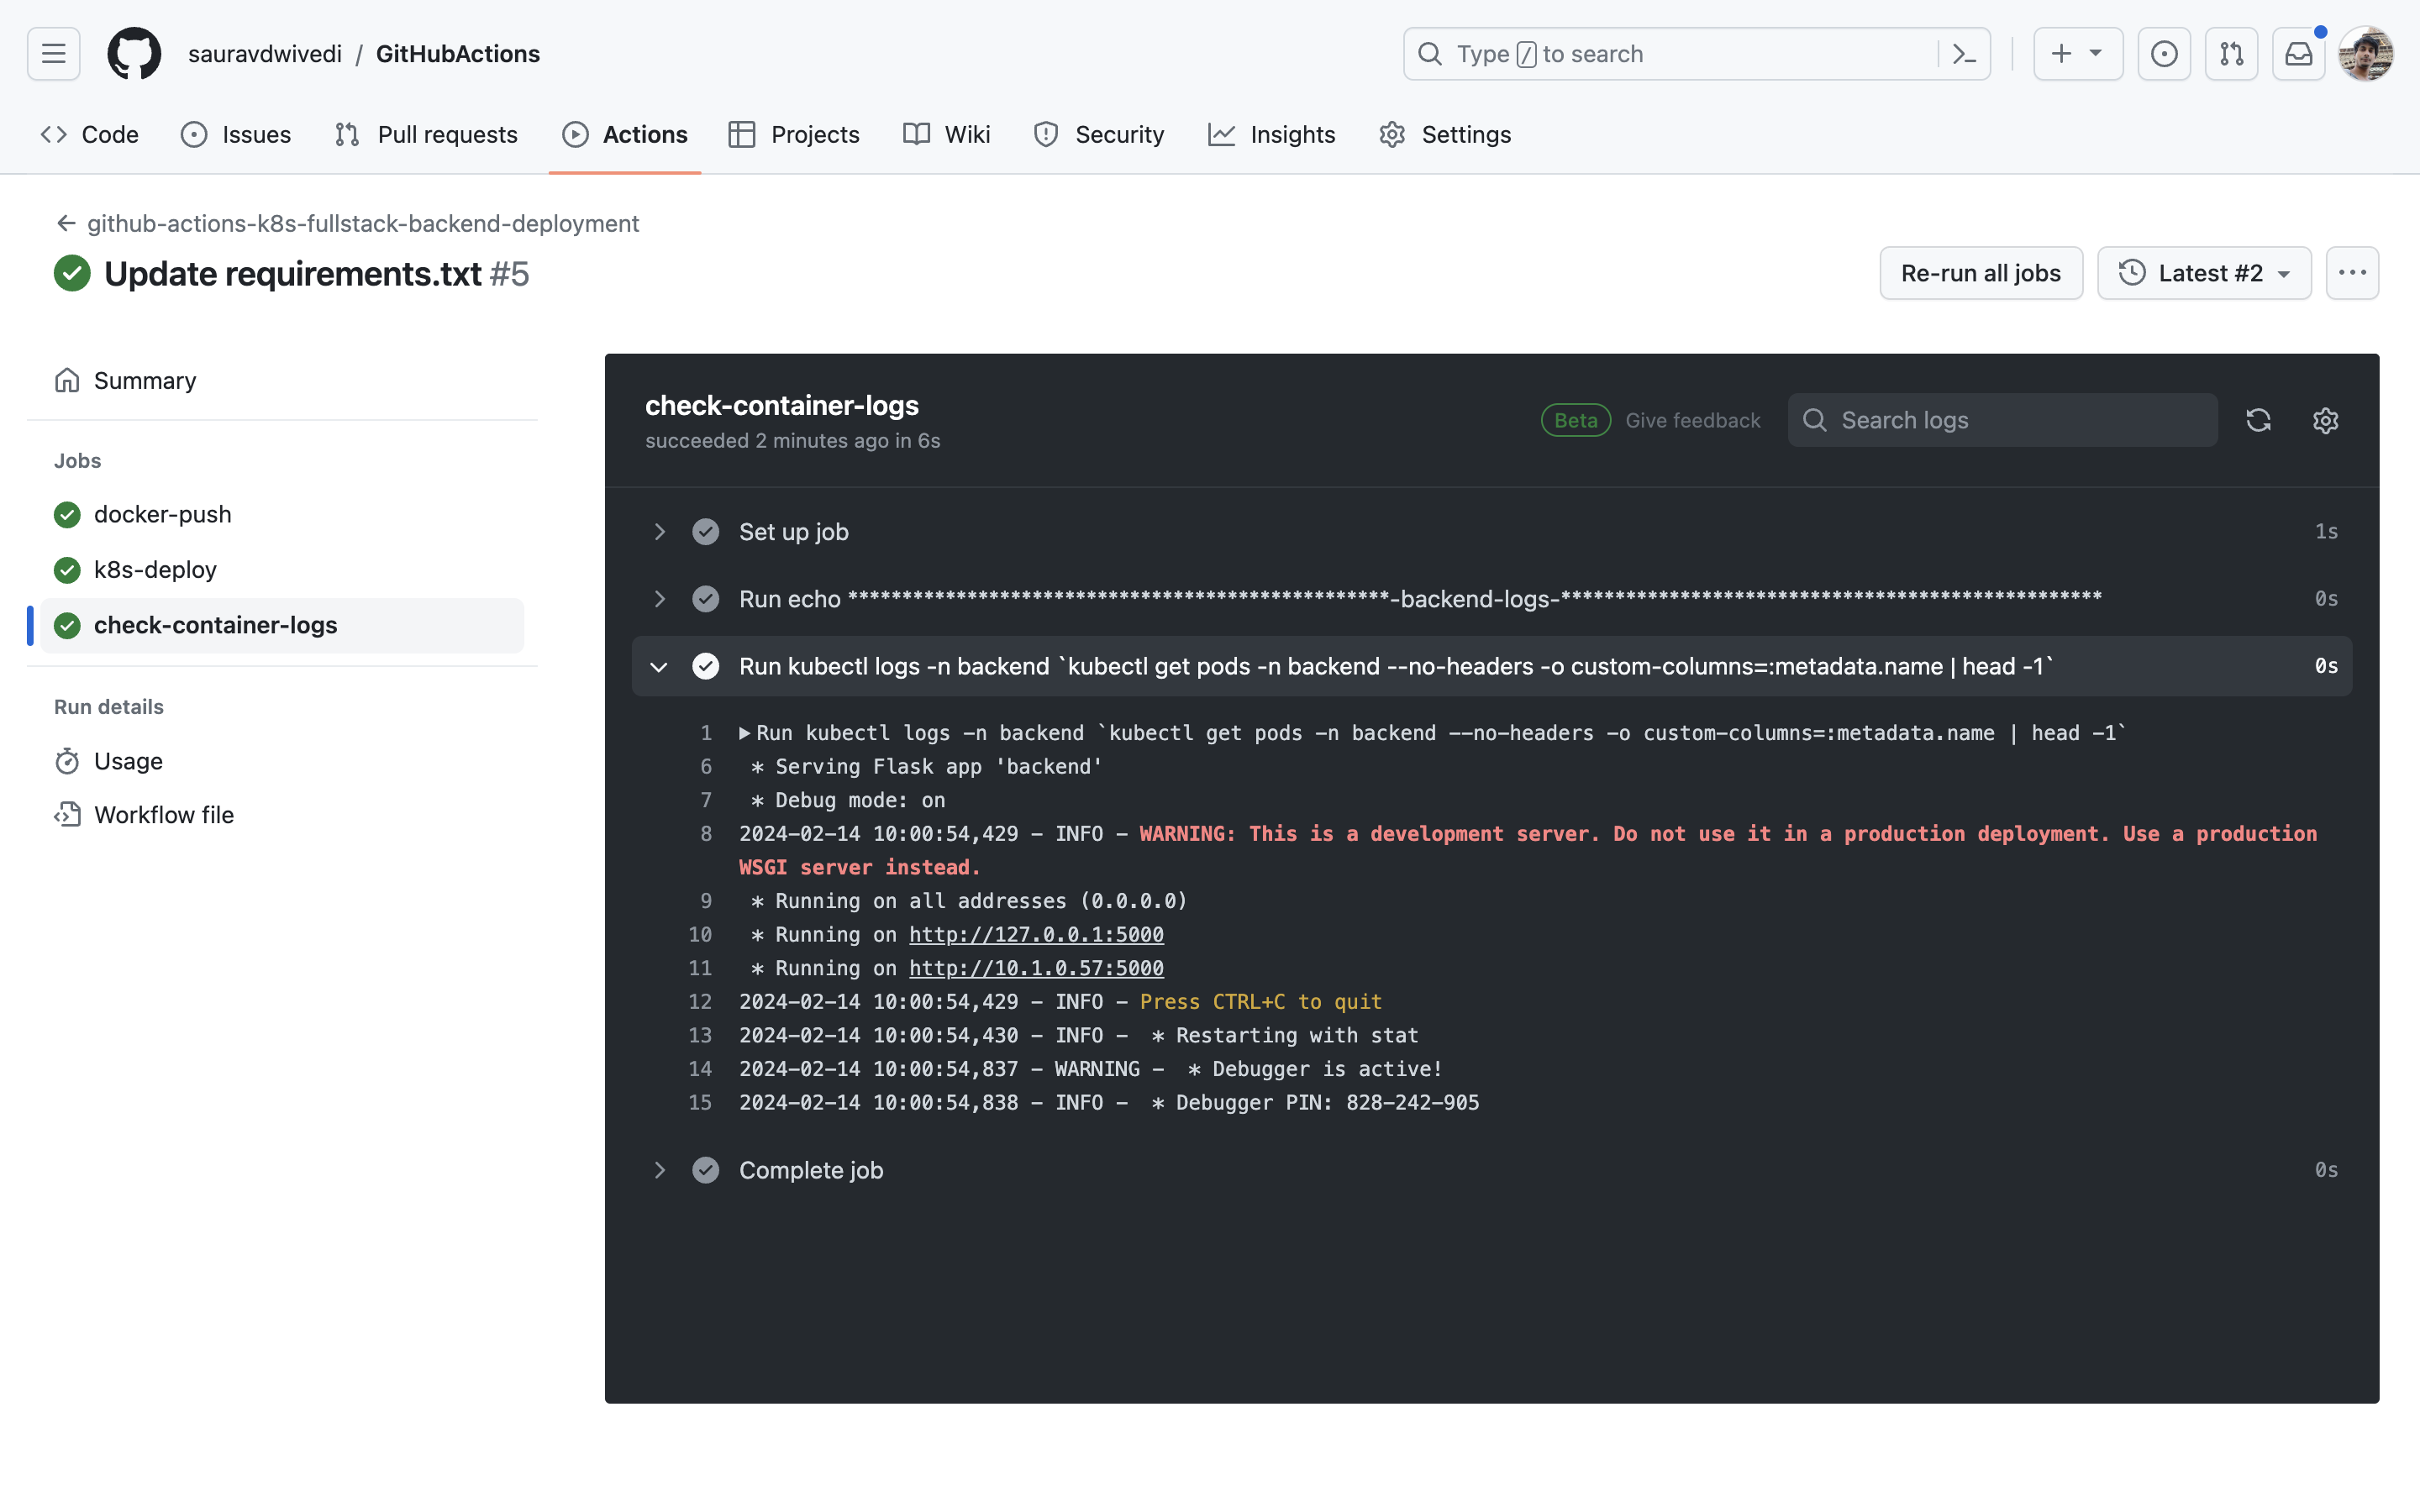 sauravdwivedi / GitHubActions
Type / to search
Code Issues Pull requests Actions Projects Wiki Security Insights Settings
github-actions-k8s-fullstack-backend-deployment
Update requirements.txt #5
Re-run all jobs
Latest #2
Summary
Jobs
docker-push
k8s-deploy
check-container-logs
Run details
Usage
Workflow file
check-container-logs
succeeded 2 minutes ago in 6s
Beta Give feedback
Search logs
Set up job 1s
Run echo **************************************************-backend-logs-************************************************** 0s
Run kubectl logs -n backend `kubectl get pods -n backend --no-headers -o custom-columns=:metadata.name | head -1` 0s
1 Run kubectl logs -n backend `kubectl get pods -n backend --no-headers -o custom-columns=:metadata.name | head -1`
6 * Serving Flask app 'backend'
7 * Debug mode: on
8 2024-02-14 10:00:54,429 - INFO - WARNING: This is a development server. Do not use it in a production deployment. Use a production
WSGI server instead.
9 * Running on all addresses (0.0.0.0)
10 * Running on http://127.0.0.1:5000
11 * Running on http://10.1.0.57:5000
12 2024-02-14 10:00:54,429 - INFO - Press CTRL+C to quit
13 2024-02-14 10:00:54,430 - INFO -  * Restarting with stat
14 2024-02-14 10:00:54,837 - WARNING -  * Debugger is active!
15 2024-02-14 10:00:54,838 - INFO -  * Debugger PIN: 828-242-905
Complete job 0s